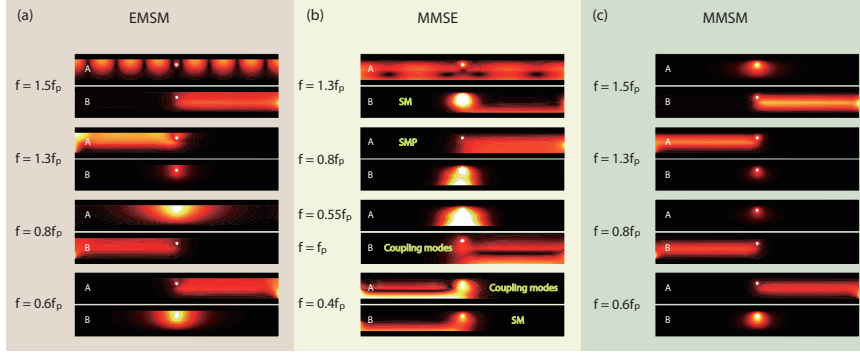 (a) EMSM
f = 1.5fp
A
B
f = 1.3fp
A
B
f = 0.8fp
A
B
f = 0.6fp
A
B
(b) MMSE
f = 1.3fp
A
B SM
f = 0.8fp
A SMP
B
f = 0.55fp
A
f = fp
B Coupling modes
f = 0.4fp
A Coupling modes
B SM
(c) MMSM
f = 1.5fp
A
B
f = 1.3fp
A
B
f = 0.8fp
A
B
f = 0.6fp
A
B